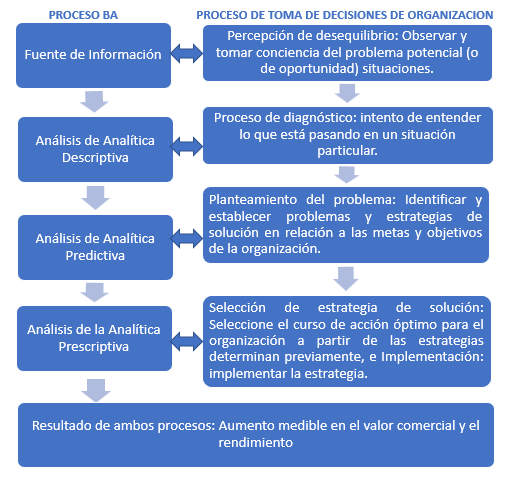 PROCESO BA
PROCESO DE TOMA DE DECISIONES DE ORGANIZACION
Fuente de Información
Percepción de desequilibrio: Observar y
tomar conciencia del problema potencial (o
de oportunidad) situaciones.
Análisis de Analítica
Descriptiva
Proceso de diagnóstico: intento de entender
lo que está pasando en un situación
particular.
Análisis de Analítica
Predictiva
Planteamiento del problema: Identificar y
establecer problemas y estrategias de
solución en relación a las metas y objetivos
de la organización.
Análisis de la Analítica
Prescriptiva
Selección de estrategia de solución:
Seleccione el curso de acción óptimo para el
organización a partir de las estrategias
determinan previamente, e Implementación:
implementar la estrategia.
Resultado de ambos procesos: Aumento medible en el valor comercial y el
rendimiento